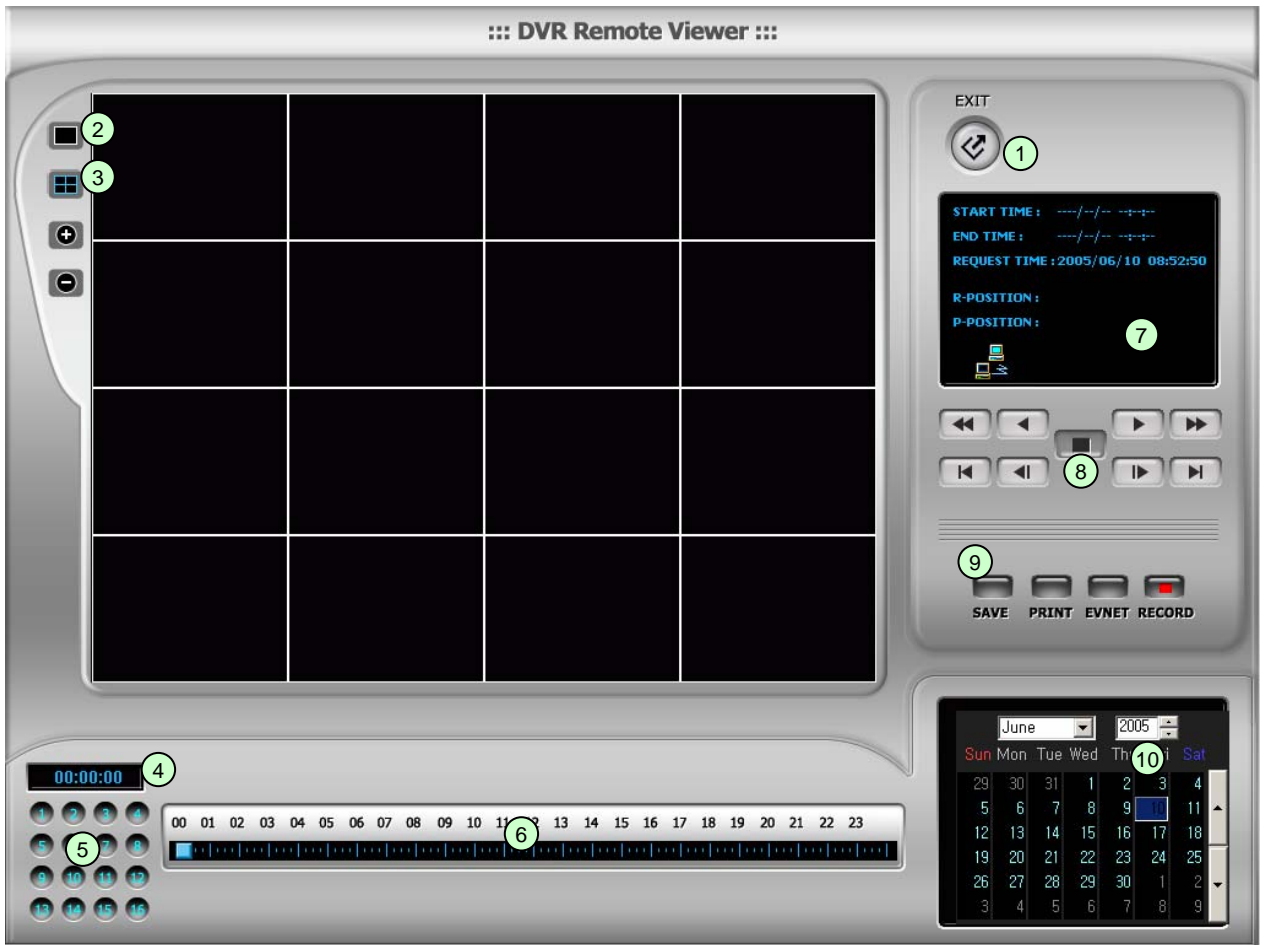 ::: DVR Remote Viewer :::
EXIT
1
2
3
START TIME : ----/--/-- --:--:--
END TIME : ----/--/-- --:--:--
REQUEST TIME : 2005/06/10 08:52:50
R-POSITION :
P-POSITION :
7
8
9
SAVE PRINT EVNET RECORD
June 2005
Sun Mon Tue Wed Sat
10
29 30 31 1 2 3 4
5 6 7 8 9 10 11
12 13 14 15 16 17 18
19 20 21 22 23 24 25
26 27 28 29 30 1 2
3 4 5 6 7 8 9
00:00:00
4
1 2 3 4
5 7 8
5
9 10 11 12
13 14 15 16
00 01 02 03 04 05 06 07 08 09 10 11 12 13 14 15 16 17 18 19 20 21 22 23
6